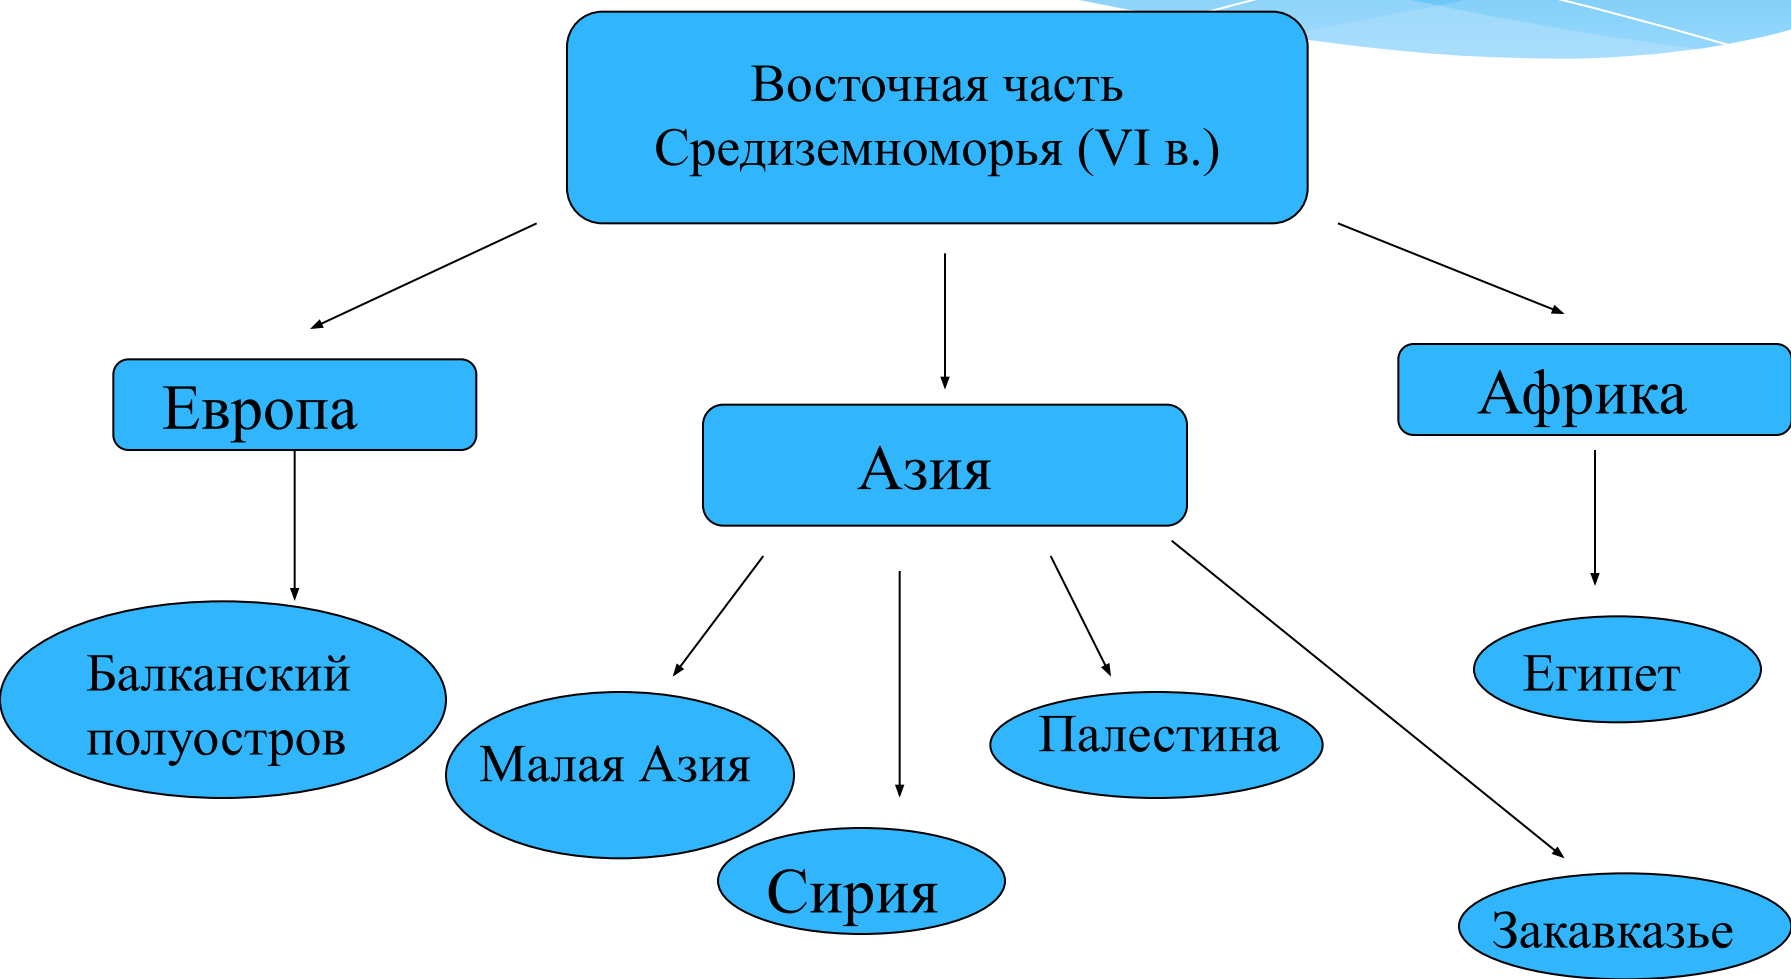 Восточная часть
Средиземноморья (VI в.)
Европа
Азия
Африка
Балканский
полуостров
Малая Азия
Сирия
Палестина
Египет
Закавказье